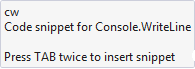 cw
Code snippet for Console.WriteLine
Press TAB twice to insert snippet